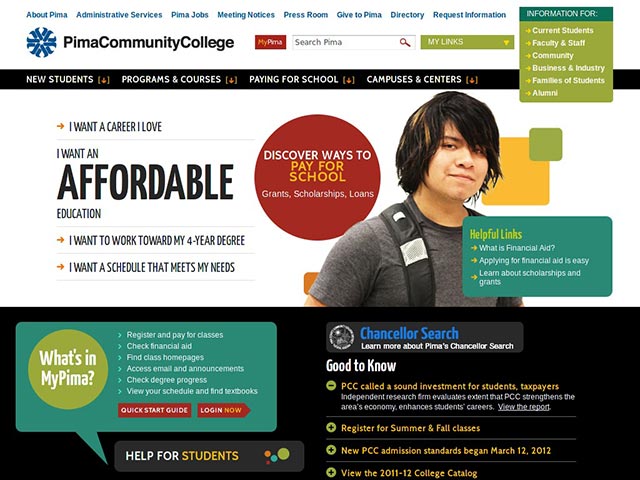 About Pima Administrative Services Pima Jobs Meeting Notices Press Room Give to Pima Directory Request Information
INFORMATION FOR:
Current Students
Faculty & Staff
Community
Business & Industry
Families of Students
Alumni
PimaCommunityCollege
MyPima
Search Pima
MY LINKS
NEW STUDENTS PROGRAMS & COURSES PAYING FOR SCHOOL CAMPUSES & CENTERS
I WANT A CAREER I LOVE
I WANT AN
AFFORDABLE
EDUCATION
I WANT TO WORK TOWARD MY 4-YEAR DEGREE
I WANT A SCHEDULE THAT MEETS MY NEEDS
DISCOVER WAYS TO
PAY FOR
SCHOOL
Grants, Scholarships, Loans
Helpful Links
What is Financial Aid?
Applying for financial aid is easy
Learn about scholarships and
grants
What's in
MyPima?
Register and pay for classes
Check financial aid
Find class homepages
Access email and announcements
Check degree progress
View your schedule and find textbooks
QUICK START GUIDE
LOGIN NOW
HELP FOR STUDENTS
Chancellor Search
Learn more about Pima's Chancellor Search
Good to Know
PCC called a sound investment for students, taxpayers
Independent research firm evaluates extent that PCC strengthens the
area's economy, enhances students' careers. View the report.
Register for Summer & Fall classes
New PCC admission standards began March 12, 2012
View the 2011-12 College Catalog